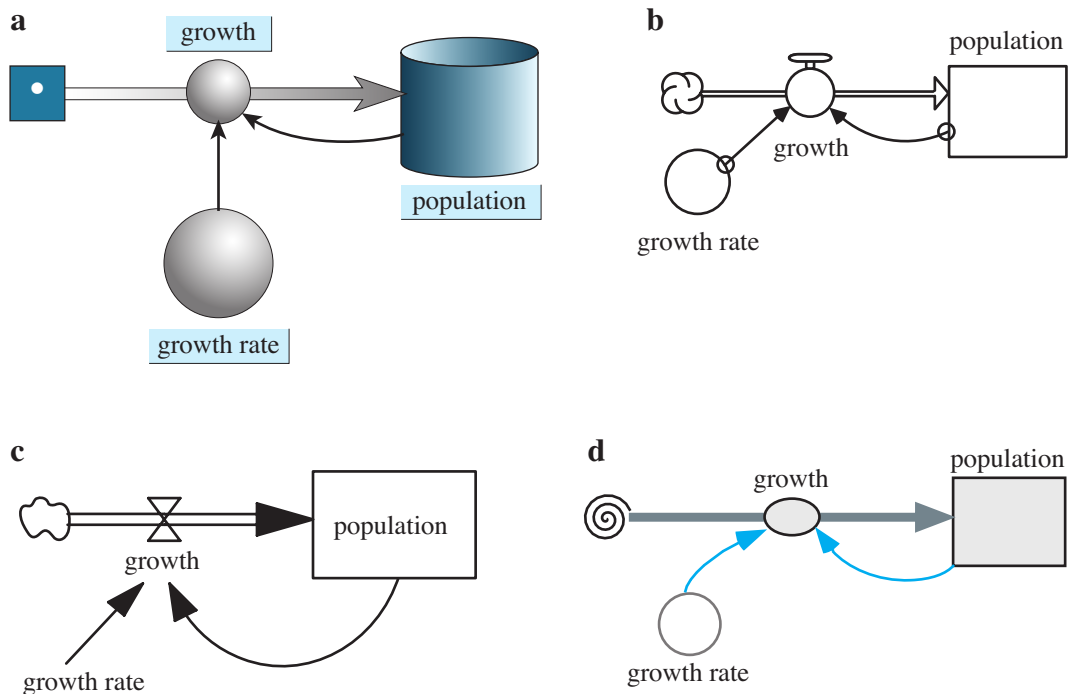 a
growth
population
growth rate
b
population
growth
growth rate
c
population
growth
growth rate
d
population
growth
growth rate